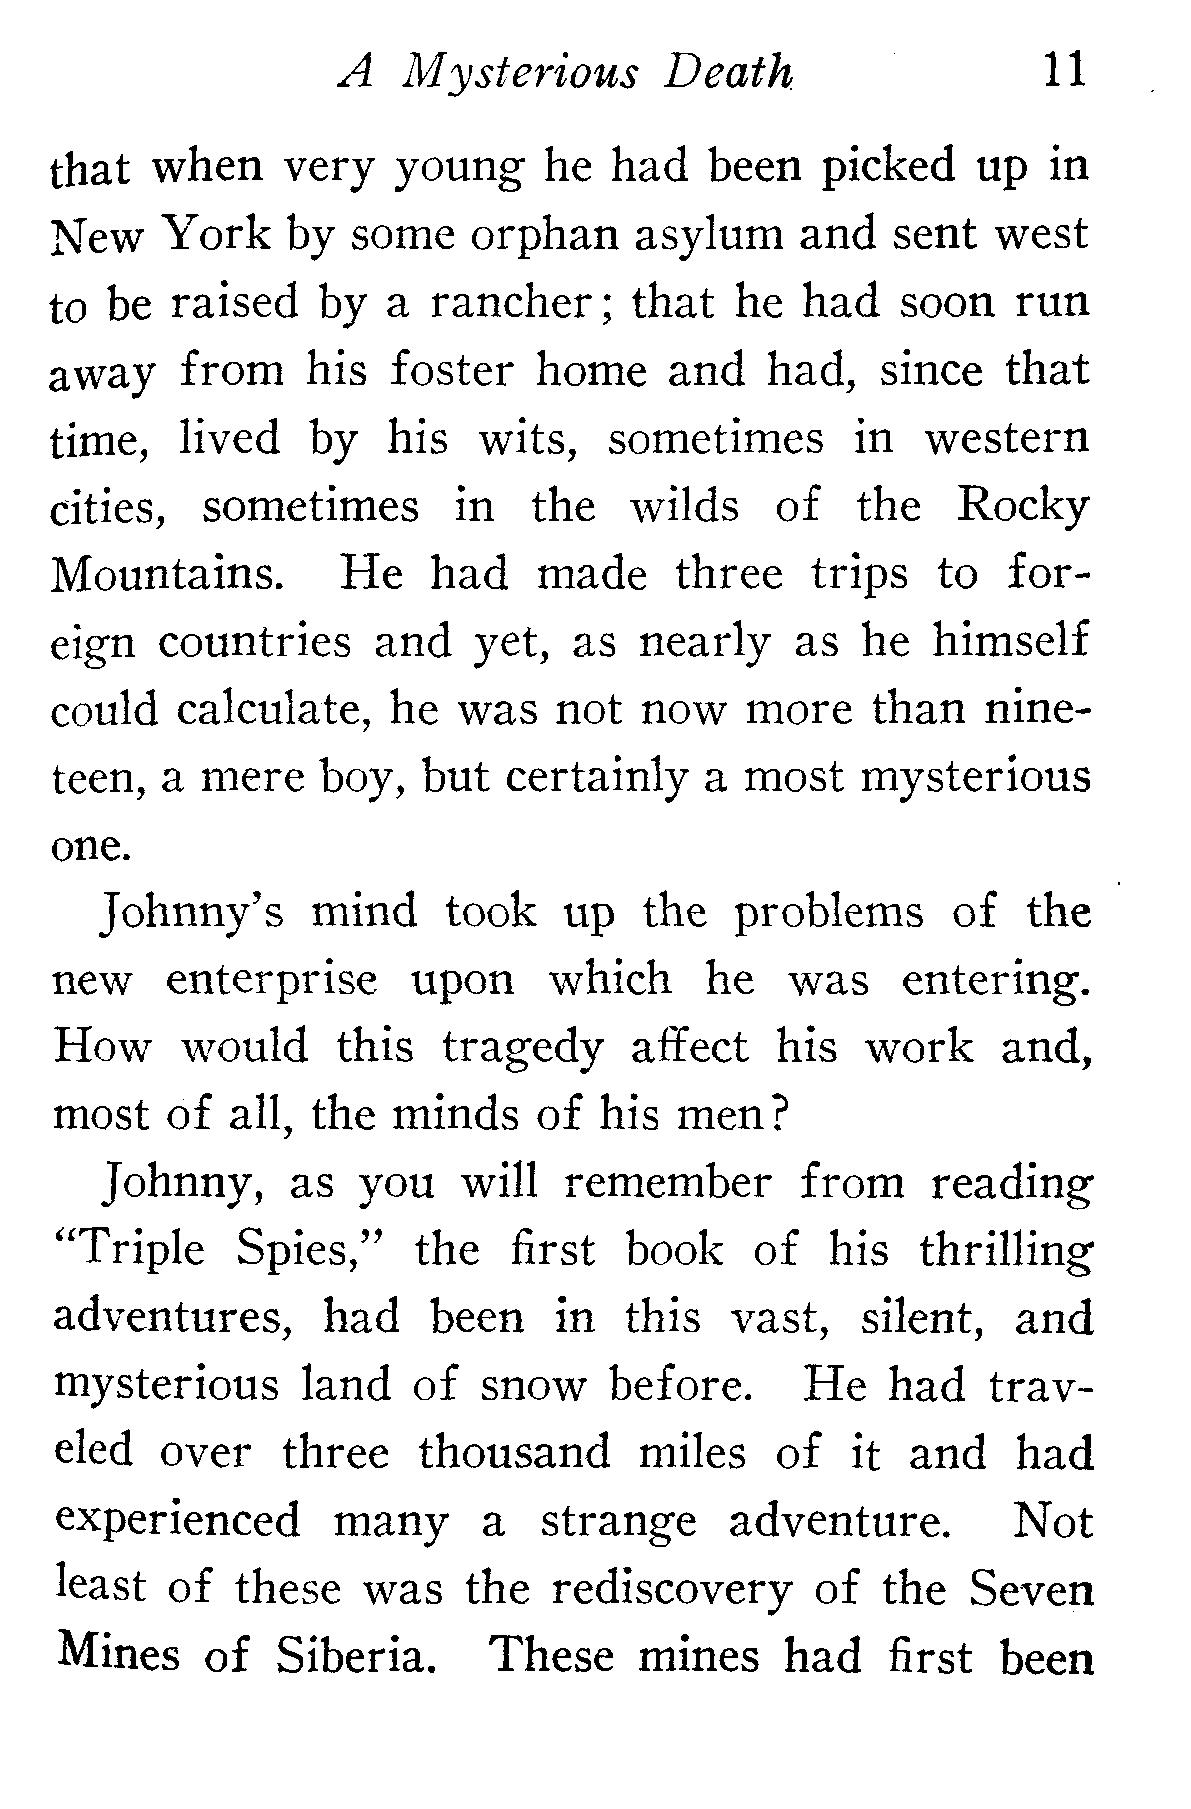 A Mysterious Death 11
that when very young he had been picked up in
New York by some orphan asylum and sent west
to be raised by a rancher; that he had soon run
away from his foster home and had, since that
time, lived by his wits, sometimes in western
cities, sometimes in the wilds of the Rocky
Mountains. He had made three trips to for-
eign countries and yet, as nearly as he himself
could calculate, he was not now more than nine-
teen, a mere boy, but certainly a most mysterious
one.
Johnny's mind took up the problems of the
new enterprise upon which he was entering.
How would this tragedy affect his work and,
most of all, the minds of his men?
Johnny, as you will remember from reading
"Triple Spies," the first book of his thrilling
adventures, had been in this vast, silent, and
mysterious land of snow before. He had trav-
eled over three thousand miles of it and had
experienced many a strange adventure. Not
least of these was the rediscovery of the Seven
Mines of Siberia. These mines had first been